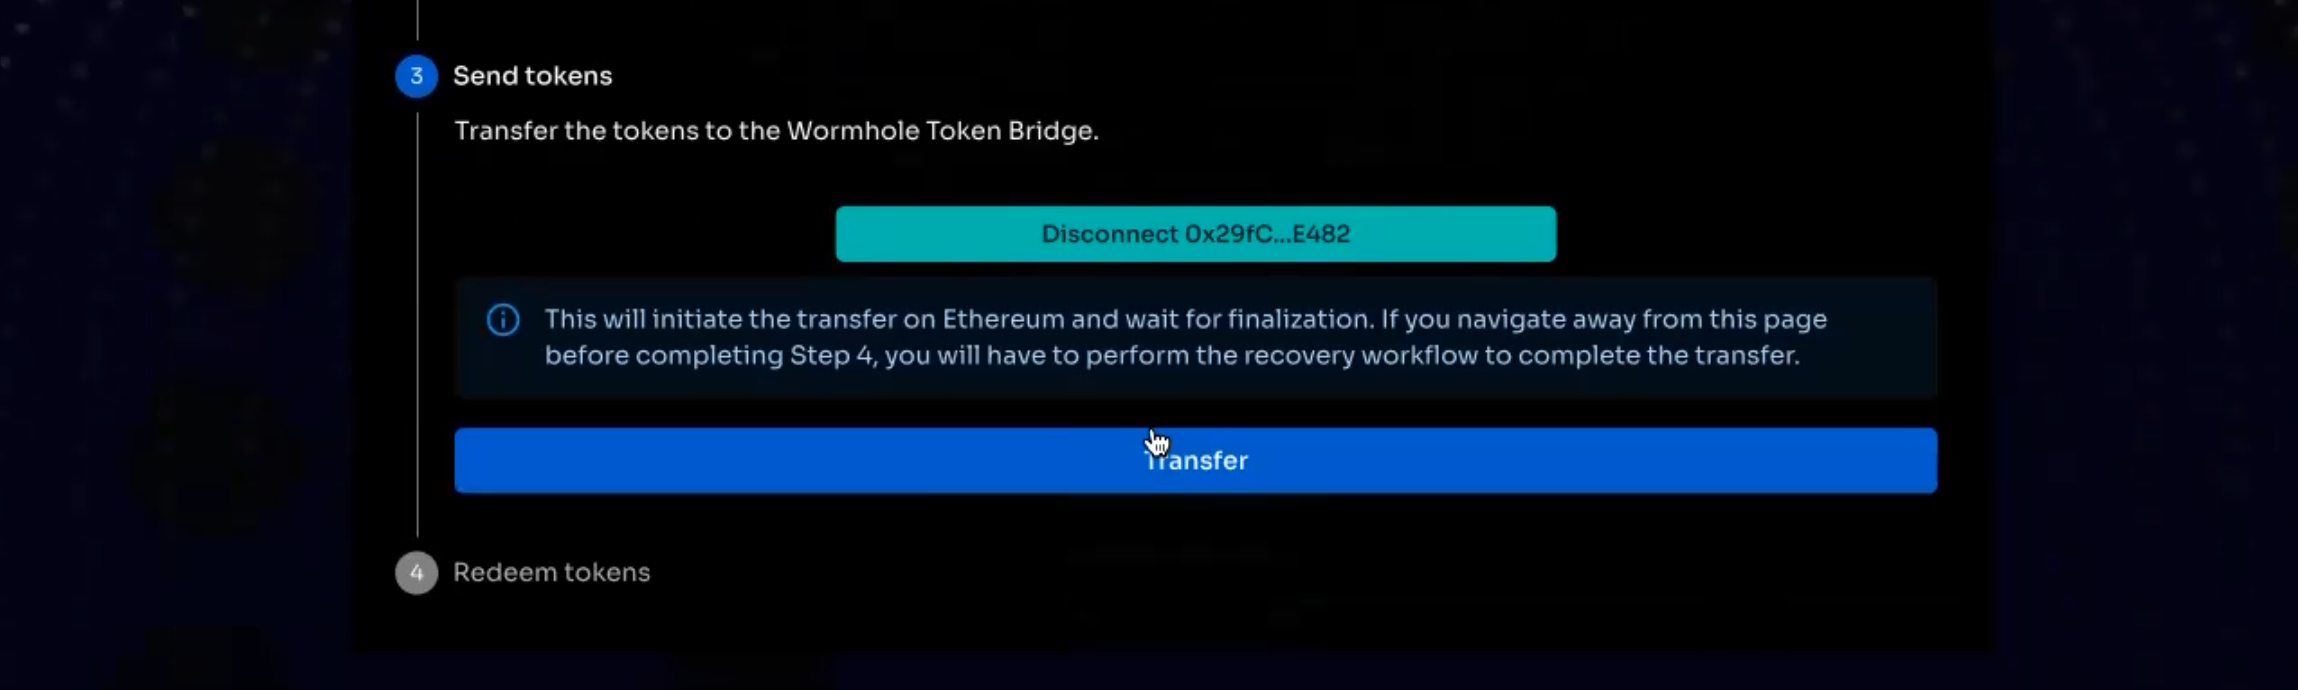 3 Send tokens
Transfer the tokens to the Wormhole Token Bridge.
Disconnect 0x29fC...E482
This will initiate the transfer on Ethereum and wait for finalization. If you navigate away from this page
before completing Step 4, you will have to perform the recovery workflow to complete the transfer.
Transfer
4 Redeem tokens